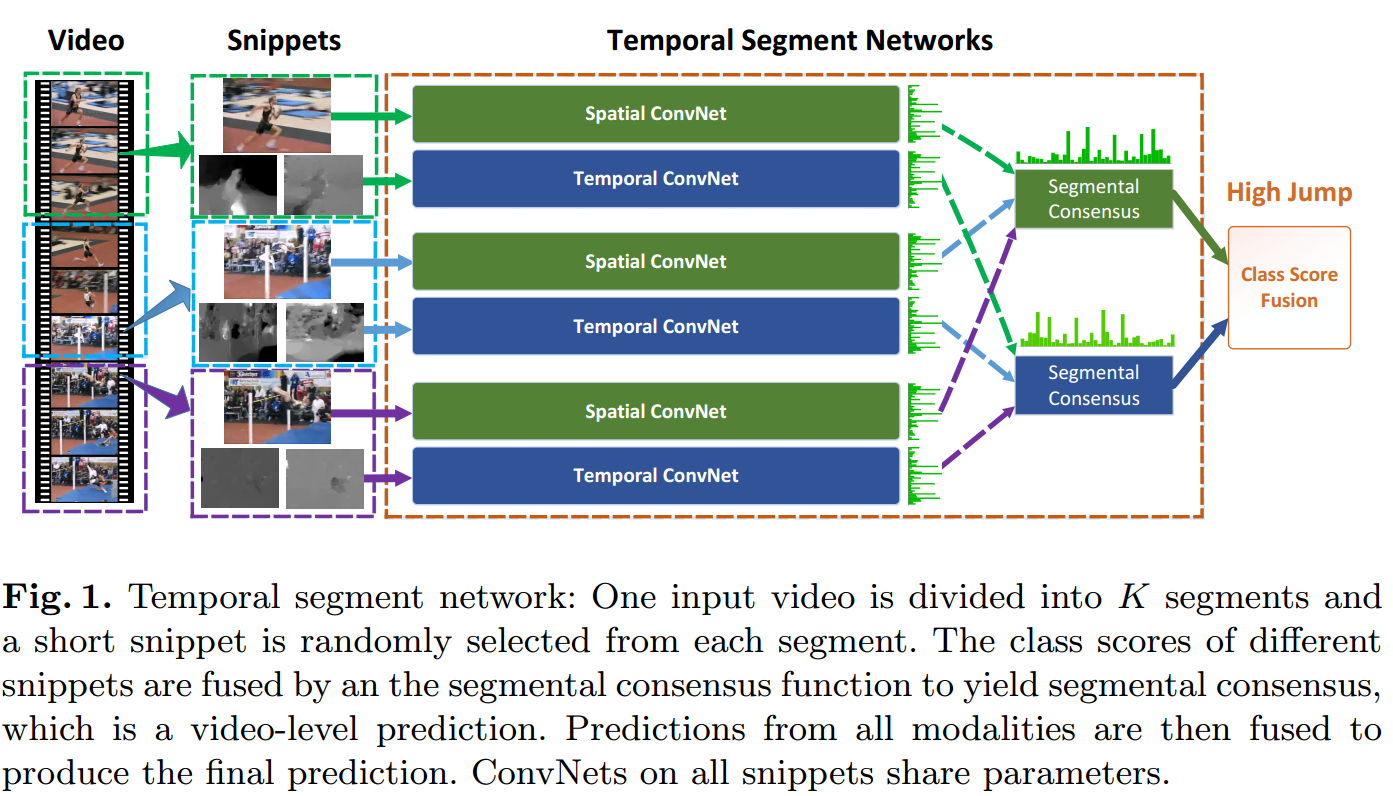 Video
Snippets
Temporal Segment Networks
Spatial ConvNet
Temporal ConvNet
Spatial ConvNet
Temporal ConvNet
Spatial ConvNet
Temporal ConvNet
Segmental
Consensus
Segmental
Consensus
High Jump
Class Score
Fusion
Fig. 1. Temporal segment network: One input video is divided into K segments and
a short snippet is randomly selected from each segment. The class scores of different
snippets are fused by an the segmental consensus function to yield segmental consensus,
which is a video-level prediction. Predictions from all modalities are then fused to
produce the final prediction. ConvNets on all snippets share parameters.